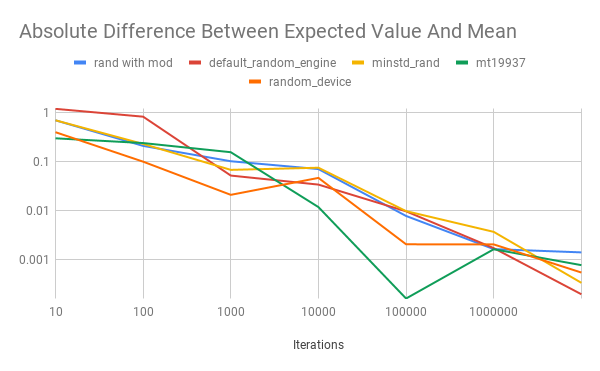 Absolute Difference Between Expected Value And Mean
rand with mod default_random_engine minstd_rand mt19937
random_device
1
0.1
0.01
0.001
10 100 1000 10000 100000 1000000
Iterations